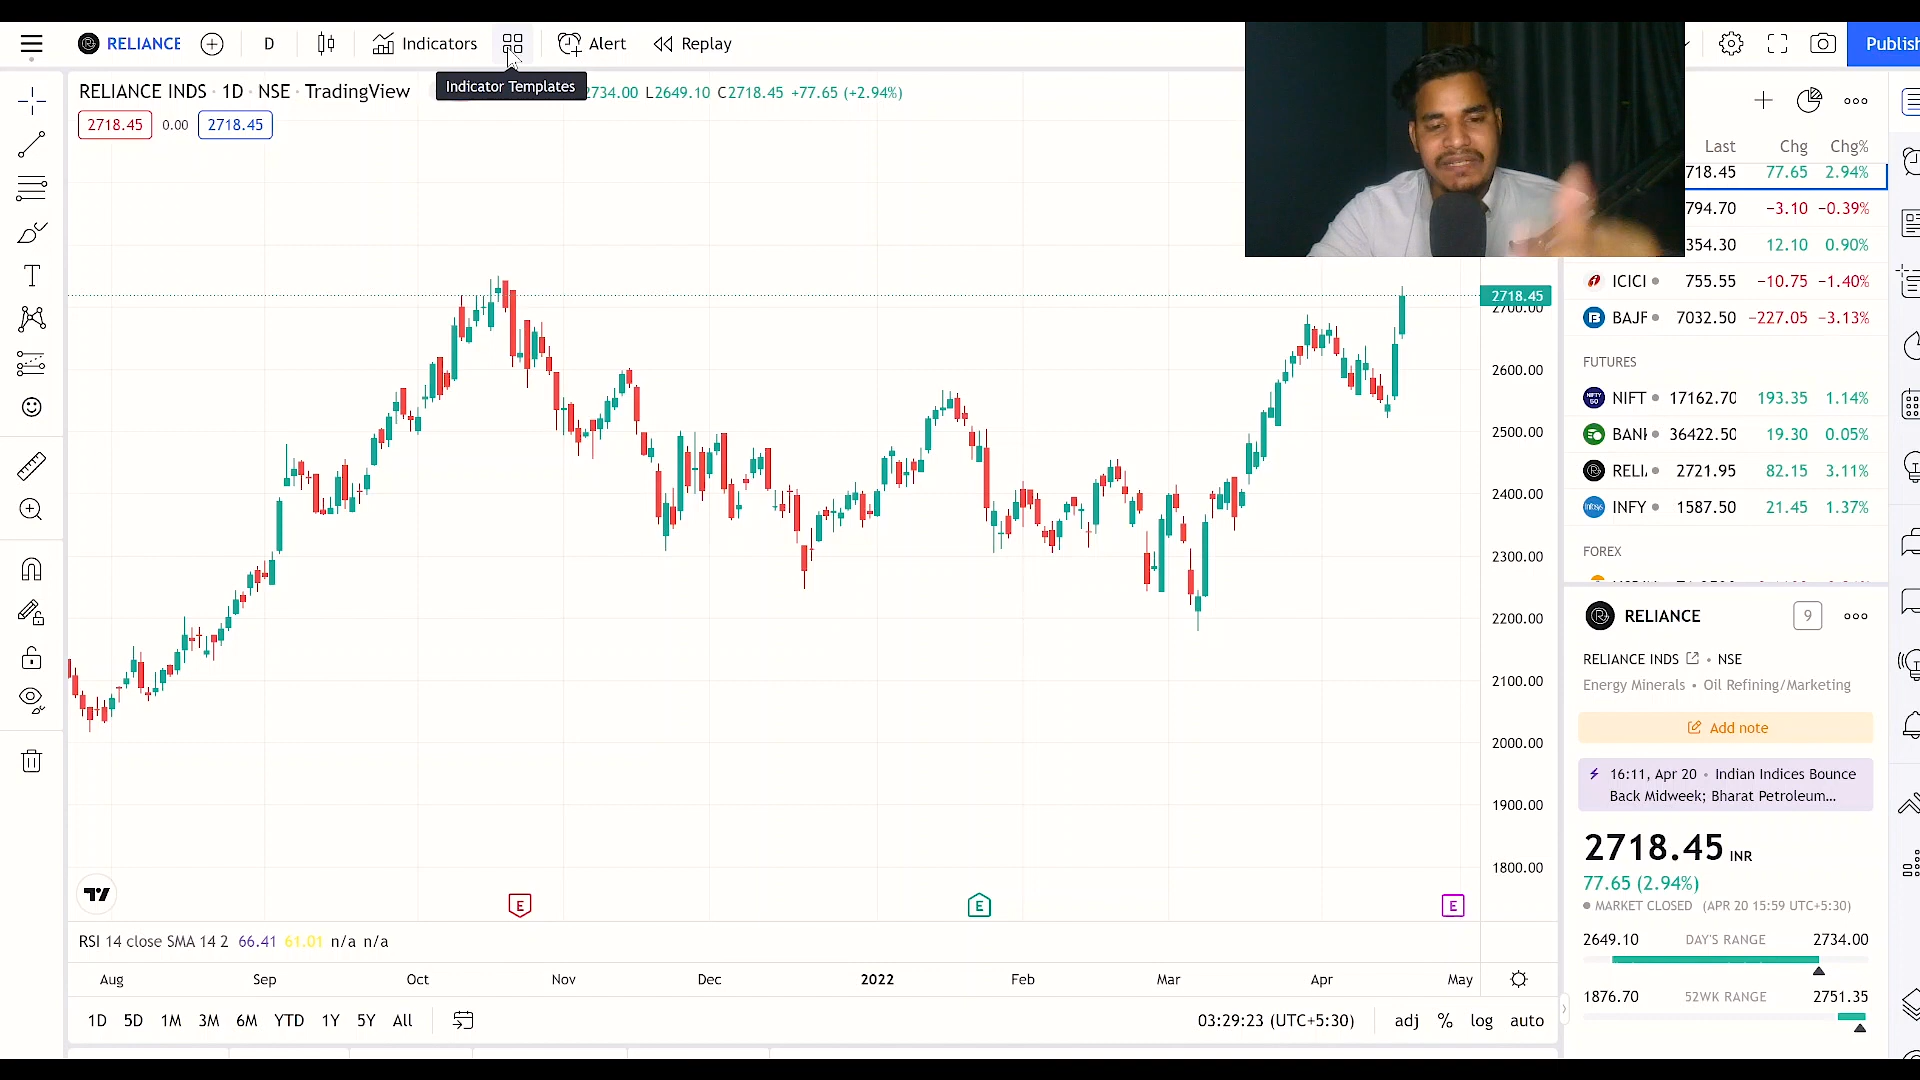 RELIANCE
D
Indicators
Alert
Replay
Publish
Indicator Templates
RELIANCE INDS · 1D · NSE · TradingView
2734.00 L2649.10 C2718.45 +77.65 (+2.94%)
2718.45 0.00 2718.45
Last Chg Chg%
718.45 77.65 2.94%
794.70 −3.10 −0.39%
354.30 12.10 0.90%
ICICI 755.55 −10.75 −1.40%
BAJF 7032.50 −227.05 −3.13%
FUTURES
NIFT 17162.70 193.35 1.14%
BANK 36422.50 19.30 0.05%
RELI 2721.95 82.15 3.11%
INFY 1587.50 21.45 1.37%
FOREX
2718.45
2700.00
2600.00
2500.00
2400.00
2300.00
2200.00
2100.00
2000.00
1900.00
1800.00
E E E
RSI 14 close SMA 14 2 66.41 61.01 n/a n/a
Aug Sep Oct Nov Dec 2022 Feb Mar Apr May
1D 5D 1M 3M 6M YTD 1Y 5Y All
03:29:23 (UTC+5:30) adj % log auto
RELIANCE 9
RELIANCE INDS • NSE
Energy Minerals • Oil Refining/Marketing
Add note
16:11, Apr 20 • Indian Indices Bounce
Back Midweek; Bharat Petroleum...
2718.45 INR
77.65 (2.94%)
MARKET CLOSED (APR 20 15:59 UTC+5:30)
2649.10 DAY'S RANGE 2734.00
1876.70 52WK RANGE 2751.35